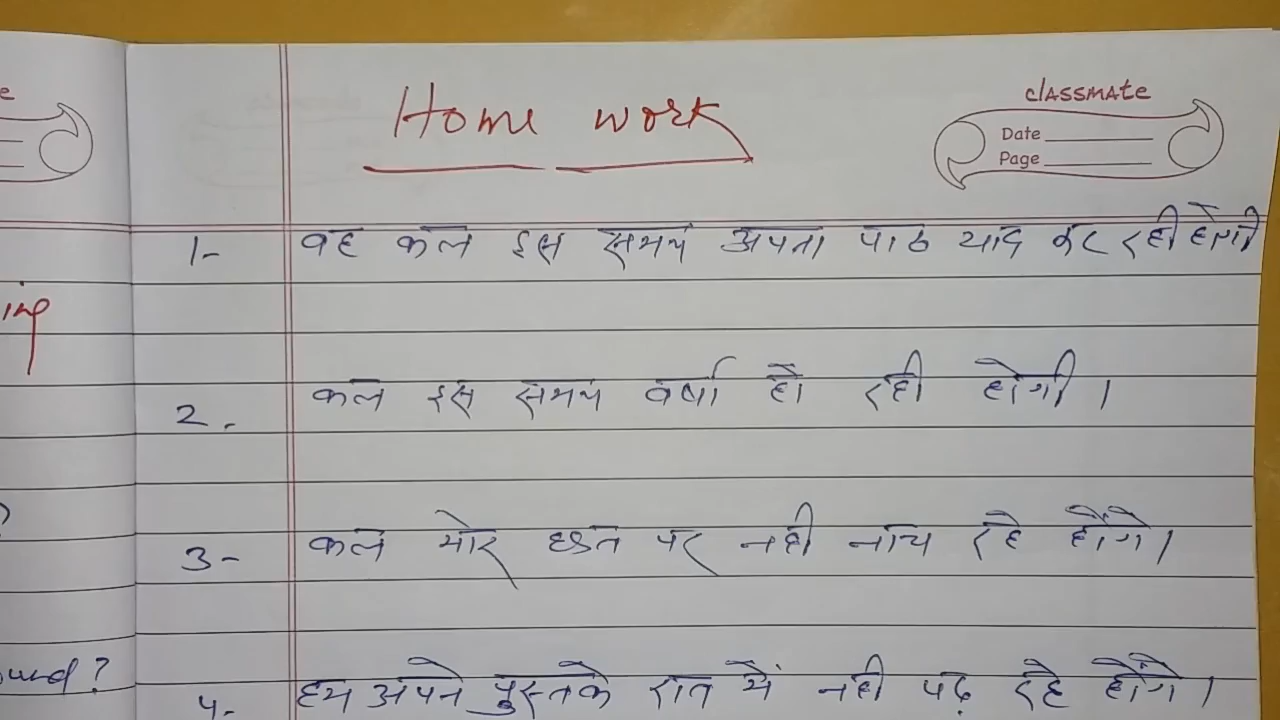 Home work
classmate
Date
Page
1- वह कल इस समय अपना पाठ याद कर रही होगी
ing
2. कल इस समय वर्षा हो रही होगी।
3- कल मोर छत पर नही नाच रहे होंगे।
?
4- हम अपने पुस्तके रात में नही पढ़ रहे होंगे।